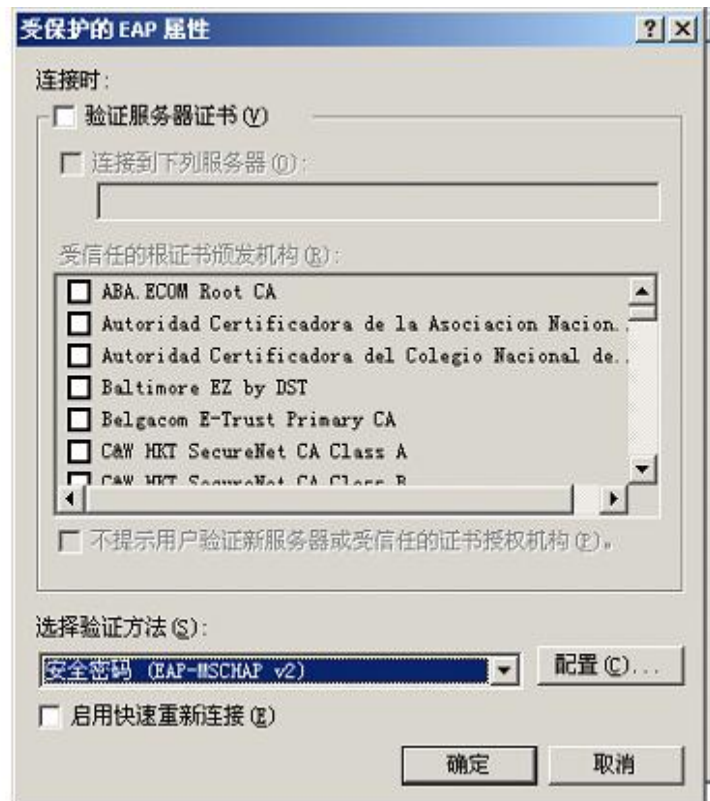 受保护的 EAP 属性
连接时:
验证服务器证书(V)
连接到下列服务器(O):
受信任的根证书颁发机构(R):
ABA.ECOM Root CA
Autoridad Certificadora de la Asociacion Nacion..
Autoridad Certificadora del Colegio Nacional de..
Baltimore EZ by DST
Belgacom E-Trust Primary CA
C&W HKT SecureNet CA Class A
C&W HKT SecureNet CA Class B
不提示用户验证新服务器或受信任的证书授权机构(P)。
选择验证方法(S):
安全密码 (EAP-MSCHAP v2)
配置(C)...
启用快速重新连接(E)
确定 取消